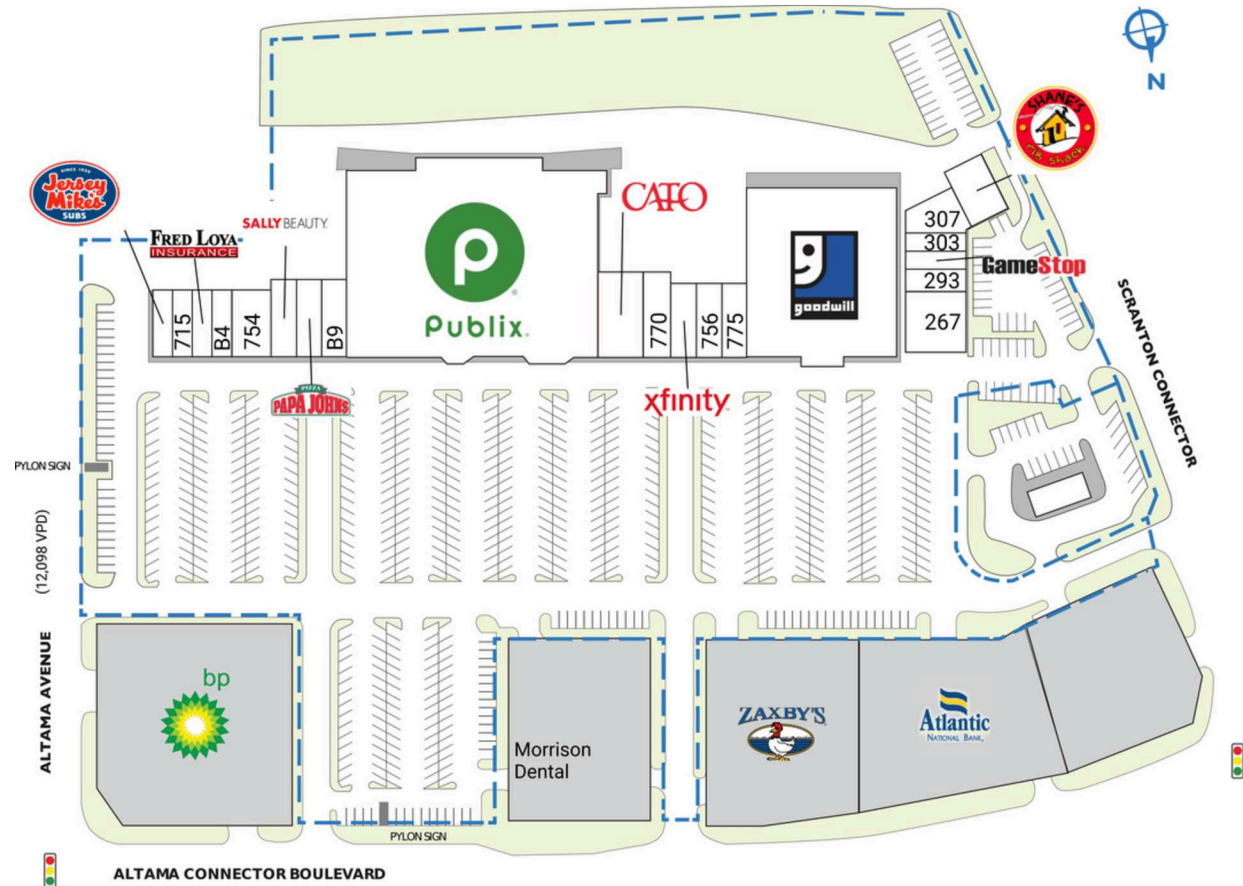 N
SHANE'S
rib shack
SINCE 1956
Jersey
Mike's
SUBS
FRED LOYA
INSURANCE
SALLY BEAUTY
CATO
307
303
GameStop
293
267
goodwill
Publix
715
B4
754
B9
770
756
775
PIZZA
PAPA JOHNS
xfinity
SCRANTON CONNECTOR
PYLON SIGN
(12,098 VPD)
ALTAMA AVENUE
bp
Morrison
Dental
ZAXBY'S
Atlantic
NATIONAL BANK
PYLON SIGN
ALTAMA CONNECTOR BOULEVARD